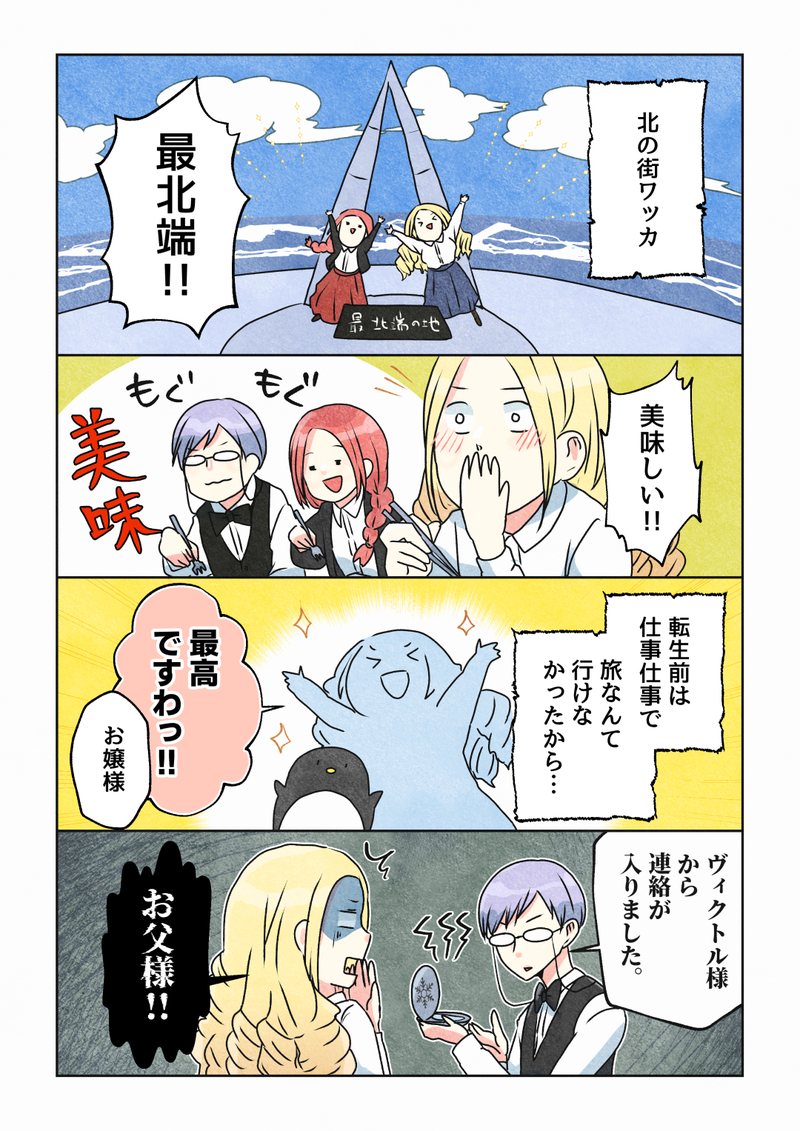 北の街ワッカ
最北端!!
最北端の地
美味しい!!
もぐ
もぐ
美味
転生前は
仕事仕事で
旅なんて
行けな
かったから…
最高
ですわっ!!
お嬢様
ヴィクトル様
から
連絡が
入りました。
お父様!!